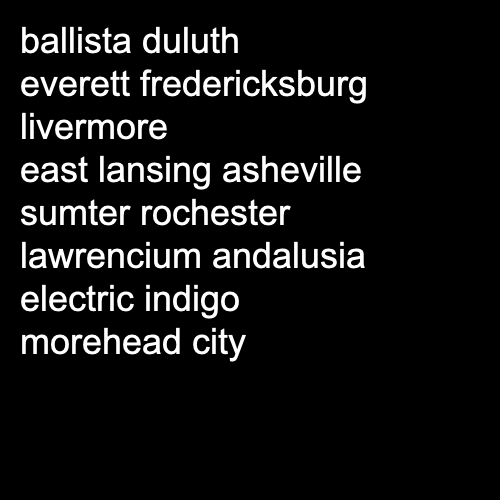 ballista duluth
everett fredericksburg
livermore
east lansing asheville
sumter rochester
lawrencium andalusia
electric indigo
morehead city